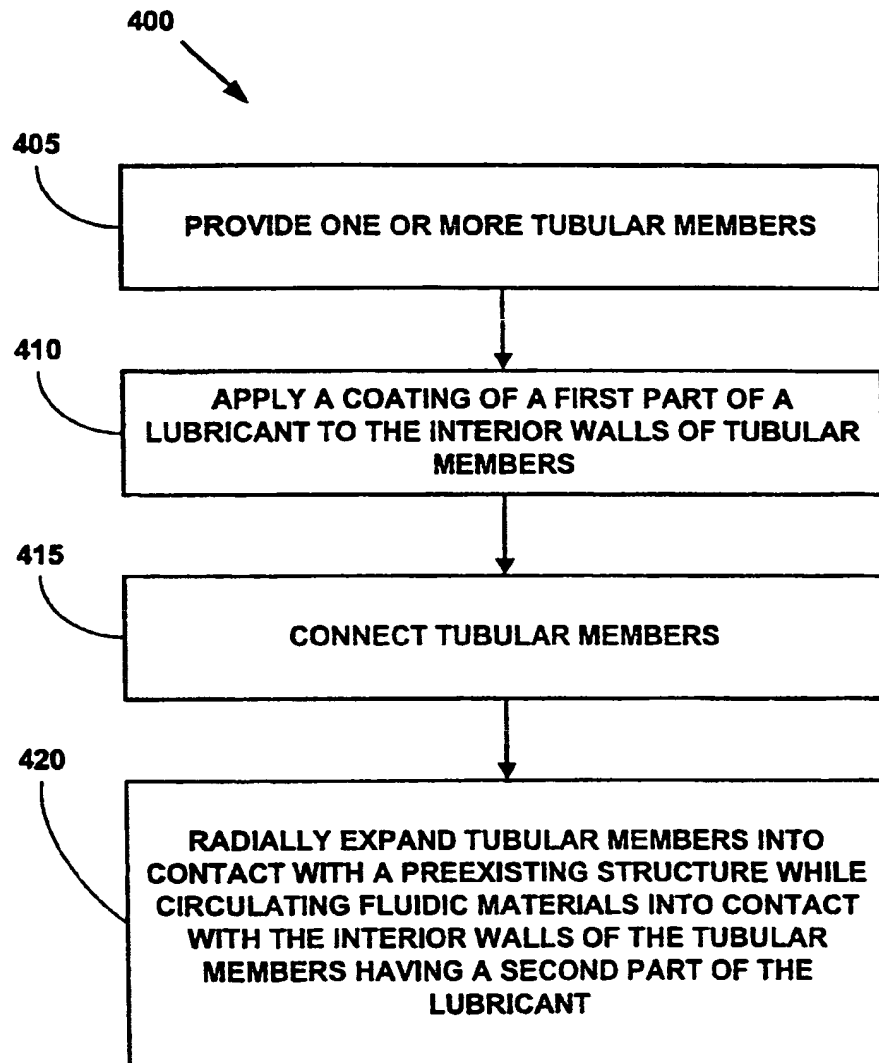 400
405
PROVIDE ONE OR MORE TUBULAR MEMBERS
410
APPLY A COATING OF A FIRST PART OF A
LUBRICANT TO THE INTERIOR WALLS OF TUBULAR
MEMBERS
415
CONNECT TUBULAR MEMBERS
420
RADIALLY EXPAND TUBULAR MEMBERS INTO
CONTACT WITH A PREEXISTING STRUCTURE WHILE
CIRCULATING FLUIDIC MATERIALS INTO CONTACT
WITH THE INTERIOR WALLS OF THE TUBULAR
MEMBERS HAVING A SECOND PART OF THE
LUBRICANT